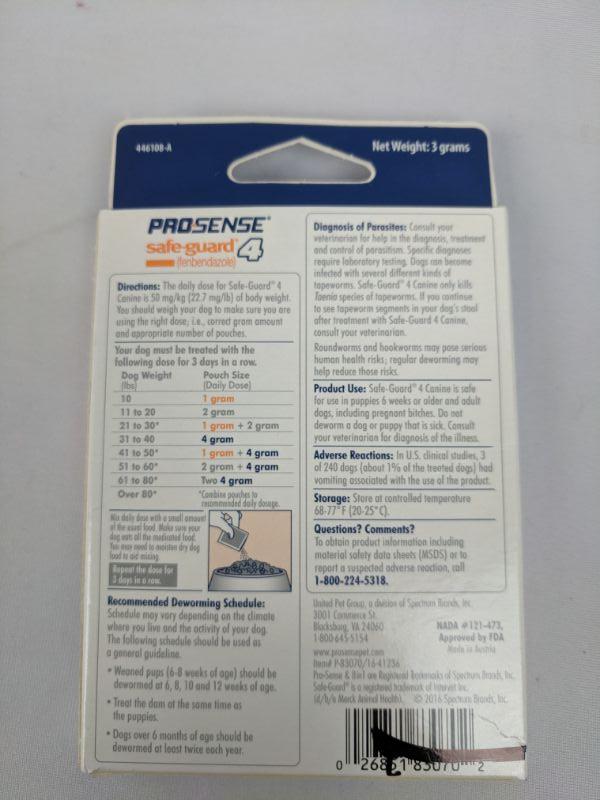 446108-A
Net Weight: 3 grams
PRO·SENSE®
safe-guard® 4
(fenbendazole)
Directions: The daily dose for Safe-Guard® 4
Canine is 50 mg/kg (22.7 mg/lb) of body weight.
You should weigh your dog to make sure you are
using the right dose; i.e., correct gram amount
and appropriate number of pouches.
Your dog must be treated with the
following dose for 3 days in a row.
Dog Weight Pouch Size
(lbs) (Daily Dose)
10 1 gram
11 to 20 2 gram
21 to 30* 1 gram + 2 gram
31 to 40 4 gram
41 to 50* 1 gram + 4 gram
51 to 60* 2 gram + 4 gram
61 to 80* Two 4 gram
Over 80* *Combine pouches to
recommended daily dosage.
Mix daily dose with a small amount
of the usual food. Make sure your
dog eats all the medicated food.
You may need to moisten dry dog
food to aid mixing.
Repeat the dose for
3 days in a row.
Recommended Deworming Schedule:
Schedule may vary depending on the climate
where you live and the activity of your dog.
The following schedule should be used as
a general guideline.
• Weaned pups (6-8 weeks of age) should be
dewormed at 6, 8, 10 and 12 weeks of age.
• Treat the dam at the same time as
the puppies.
• Dogs over 6 months of age should be
dewormed at least twice each year.
Diagnosis of Parasites: Consult your
veterinarian for help in the diagnosis, treatment
and control of parasitism. Specific diagnoses
require laboratory testing. Dogs can become
infected with several different kinds of
tapeworms. Safe-Guard® 4 Canine only kills
Taenia species of tapeworms. If you continue
to see tapeworm segments in your dog's stool
after treatment with Safe-Guard 4 Canine,
consult your veterinarian.
Roundworms and hookworms may pose serious
human health risks; regular deworming may
help reduce those risks.
Product Use: Safe-Guard® 4 Canine is safe
for use in puppies 6 weeks or older and adult
dogs, including pregnant bitches. Do not
deworm a dog or puppy that is sick. Consult
your veterinarian for diagnosis of the illness.
Adverse Reactions: In U.S. clinical studies, 3
of 240 dogs (about 1% of the treated dogs) had
vomiting associated with the use of the product.
Storage: Store at controlled temperature
68-77°F (20-25°C).
Questions? Comments?
To obtain product information including
material safety data sheets (MSDS) or to
report a suspected adverse reaction, call
1-800-224-5318.
United Pet Group, a division of Spectrum Brands, Inc.
3001 Commerce St.
Blacksburg, VA 24060
1-800-645-5154
NADA #121-473,
Approved by FDA
Made in Austria
www.prosensepet.com
Item# P-83070/16-41236
Pro-Sense & 8in1 are Registered Trademarks of Spectrum Brands, Inc.
Safe-Guard® is a registered trademark of Intervet Inc.
(d/b/a Merck Animal Health). © 2016 Spectrum Brands, Inc.
0 26851 83070 2